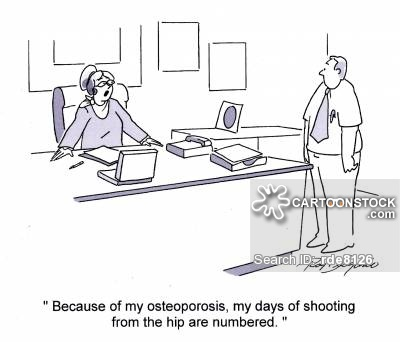 CARTOONSTOCK
.com
Search ID: rde8126
" Because of my osteoporosis, my days of shooting
from the hip are numbered. "